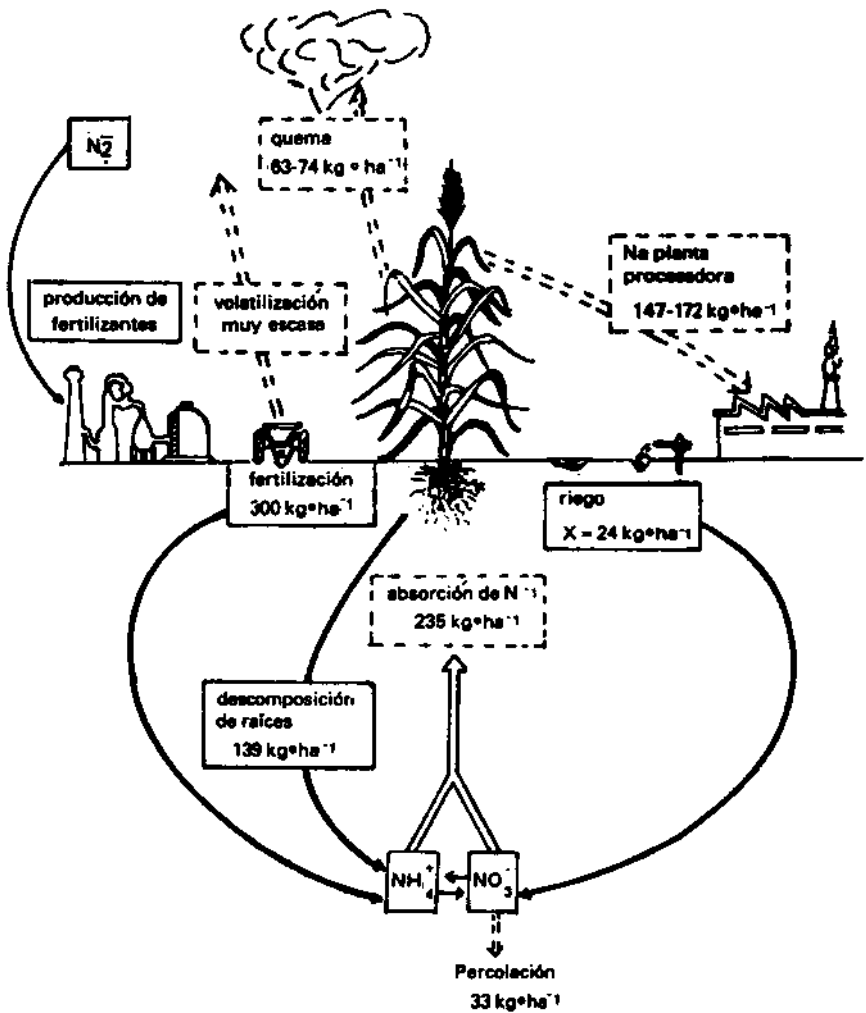 quema
63-74 kg•ha⁻¹
N₂
Na planta
procesadora
147-172 kg•ha⁻¹
producción de
fertilizantes
volatilización
muy escasa
fertilización
300 kg•ha⁻¹
riego
X = 24 kg•ha⁻¹
absorción de N
235 kg•ha⁻¹
descomposición
de raíces
139 kg•ha⁻¹
NH₄⁺
NO₃⁻
Percolación
33 kg•ha⁻¹